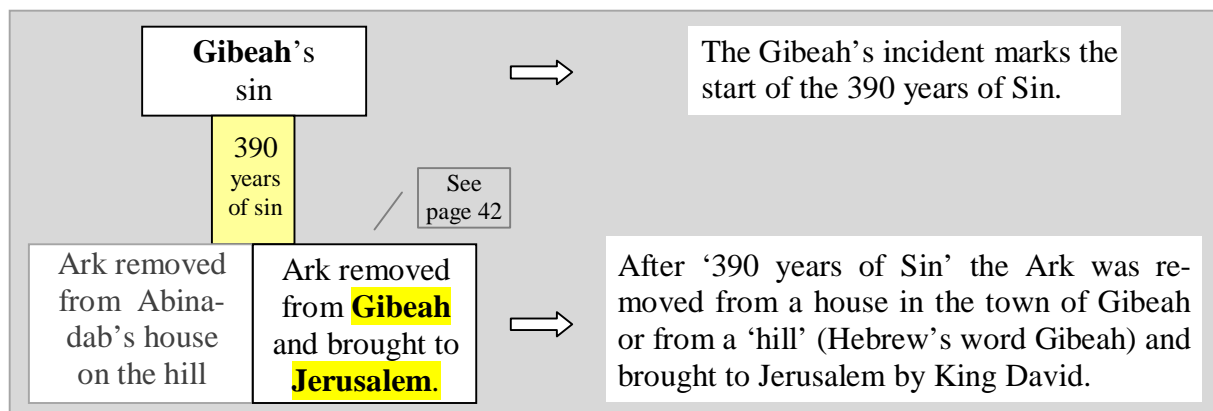 Gibeah's
sin
The Gibeah's incident marks the
start of the 390 years of Sin.
390
years
of sin
See
page 42
Ark removed
from Abina-
dab's house
on the hill
Ark removed
from Gibeah
and brought to
Jerusalem.
After ‘390 years of Sin’ the Ark was re-
moved from a house in the town of Gibeah
or from a ‘hill’ (Hebrew's word Gibeah) and
brought to Jerusalem by King David.